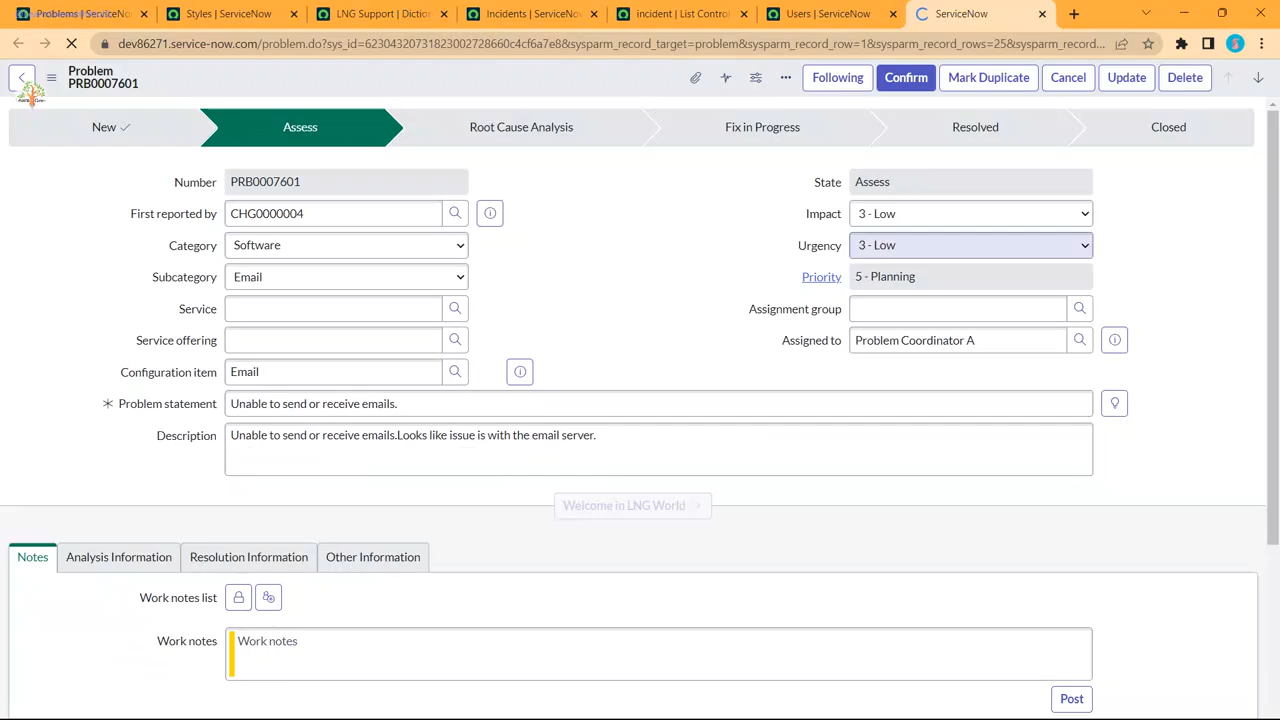 Problems | ServiceNow
Styles | ServiceNow
LNG Support | Diction
Incidents | ServiceNow
incident | List Control
Users | ServiceNow
ServiceNow
dev86271.service-now.com/problem.do?sys_id=62304320731823002728660c4cf6a7e8&sysparm_record_target=problem&sysparm_record_row=1&sysparm_record_rows=25&sysparm_record...
Problem
PRB0007601
Following
Confirm
Mark Duplicate
Cancel
Update
Delete
New
Assess
Root Cause Analysis
Fix in Progress
Resolved
Closed
Number PRB0007601
State Assess
First reported by CHG0000004
Impact 3 - Low
Category Software
Urgency 3 - Low
Subcategory Email
Priority 5 - Planning
Service
Assignment group
Service offering
Assigned to Problem Coordinator A
Configuration item Email
Problem statement Unable to send or receive emails.
Description Unable to send or receive emails.Looks like issue is with the email server.
Welcome in LNG World
Notes
Analysis Information
Resolution Information
Other Information
Work notes list
Work notes Work notes
Post